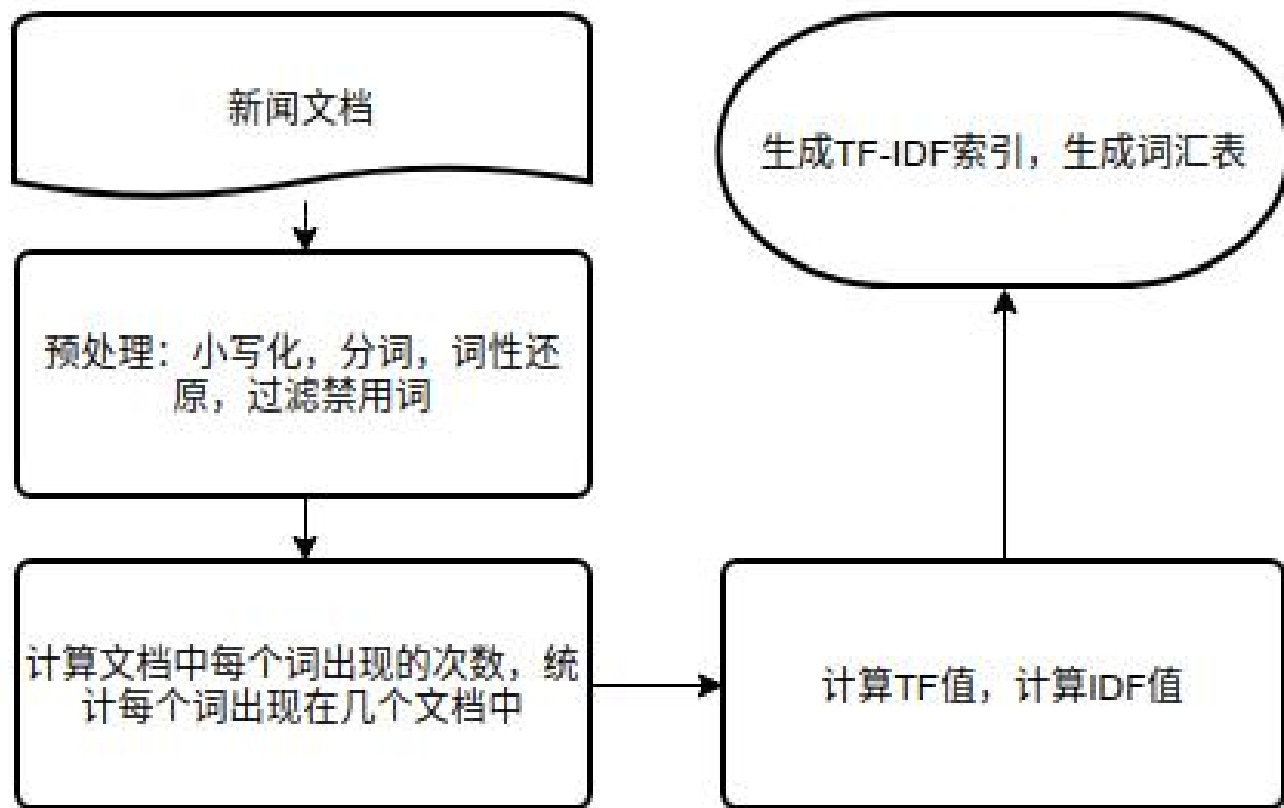 新闻文档
预处理：小写化，分词，词性还
原，过滤禁用词
计算文档中每个词出现的次数，统
计每个词出现在几个文档中
计算TF值，计算IDF值
生成TF-IDF索引，生成词汇表